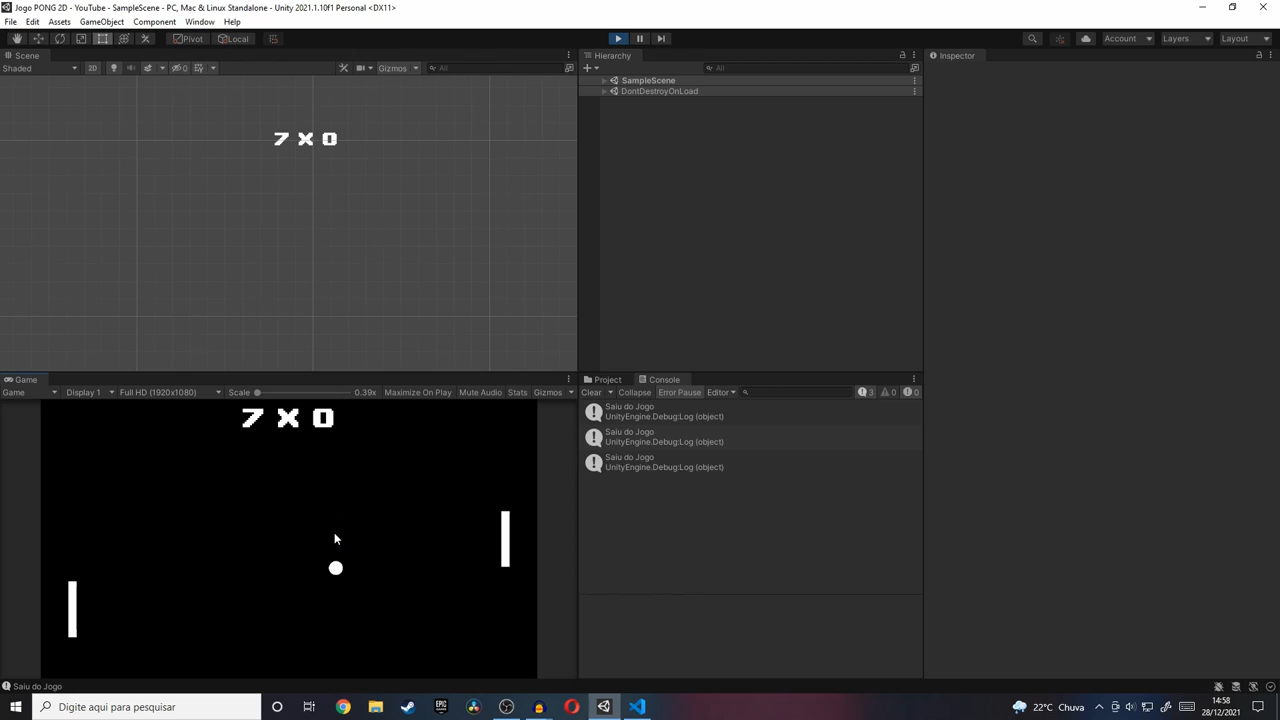 Jogo PONG 2D - YouTube - SampleScene - PC, Mac & Linux Standalone - Unity 2021.1.10f1 Personal <DX11>
File Edit Assets GameObject Component Window Help
Pivot Local Account Layers Layout
Scene
Shaded 2D 0 Gizmos All
7 X 0
Hierarchy
All
SampleScene
DontDestroyOnLoad
Inspector
Game
Game Display 1 Full HD (1920x1080) Scale 0.39x Maximize On Play Mute Audio Stats Gizmos
7 X 0
Project Console
Clear Collapse Error Pause Editor 3 0 0
Saiu do Jogo
UnityEngine.Debug:Log (object)
Saiu do Jogo
UnityEngine.Debug:Log (object)
Saiu do Jogo
UnityEngine.Debug:Log (object)
Saiu do Jogo
Digite aqui para pesquisar
EPIC GAMES
22°C Chuva
14:58
28/12/2021